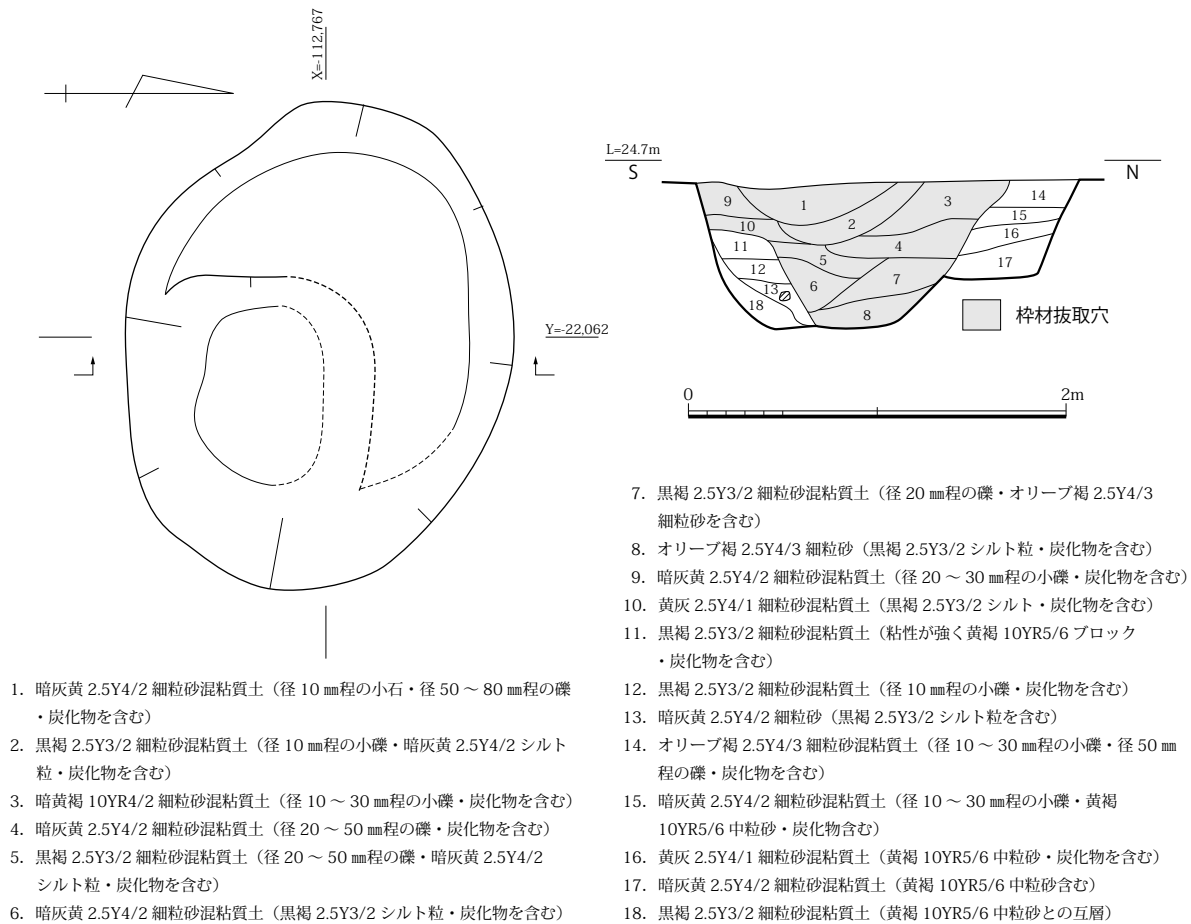 X=-112,767
Y=-22,062
L=24.7m
S
N
9
1
3
14
10
2
15
11
4
16
12
5
17
13
6
7
18
8
枠材抜取穴
0
2m
1. 暗灰黄 2.5Y4/2 細粒砂混粘質土（径 10 ㎜程の小石・径 50 ～ 80 ㎜程の礫
・炭化物を含む）
2. 黒褐 2.5Y3/2 細粒砂混粘質土（径 10 ㎜程の小礫・暗灰黄 2.5Y4/2 シルト
粒・炭化物を含む）
3. 暗黄褐 10YR4/2 細粒砂混粘質土（径 10 ～ 30 ㎜程の小礫・炭化物を含む）
4. 暗灰黄 2.5Y4/2 細粒砂混粘質土（径 20 ～ 50 ㎜程の礫・炭化物を含む）
5. 黒褐 2.5Y3/2 細粒砂混粘質土（径 20 ～ 50 ㎜程の礫・暗灰黄 2.5Y4/2
シルト粒・炭化物を含む）
6. 暗灰黄 2.5Y4/2 細粒砂混粘質土（黒褐 2.5Y3/2 シルト粒・炭化物を含む）
7. 黒褐 2.5Y3/2 細粒砂混粘質土（径 20 ㎜程の礫・オリーブ褐 2.5Y4/3
細粒砂を含む）
8. オリーブ褐 2.5Y4/3 細粒砂（黒褐 2.5Y3/2 シルト粒・炭化物を含む）
9. 暗灰黄 2.5Y4/2 細粒砂混粘質土（径 20 ～ 30 ㎜程の小礫・炭化物を含む）
10. 黄灰 2.5Y4/1 細粒砂混粘質土（黒褐 2.5Y3/2 シルト・炭化物を含む）
11. 黒褐 2.5Y3/2 細粒砂混粘質土（粘性が強く黄褐 10YR5/6 ブロック
・炭化物を含む）
12. 黒褐 2.5Y3/2 細粒砂混粘質土（径 10 ㎜程の小礫・炭化物を含む）
13. 暗灰黄 2.5Y4/2 細粒砂（黒褐 2.5Y3/2 シルト粒を含む）
14. オリーブ褐 2.5Y4/3 細粒砂混粘質土（径 10 ～ 30 ㎜程の小礫・径 50 ㎜
程の礫・炭化物を含む）
15. 暗灰黄 2.5Y4/2 細粒砂混粘質土（径 10 ～ 30 ㎜程の小礫・黄褐
10YR5/6 中粒砂・炭化物含む）
16. 黄灰 2.5Y4/1 細粒砂混粘質土（黄褐 10YR5/6 中粒砂・炭化物を含む）
17. 暗灰黄 2.5Y4/2 細粒砂混粘質土（黄褐 10YR5/6 中粒砂含む）
18. 黒褐 2.5Y3/2 細粒砂混粘質土（黄褐 10YR5/6 中粒砂との互層）